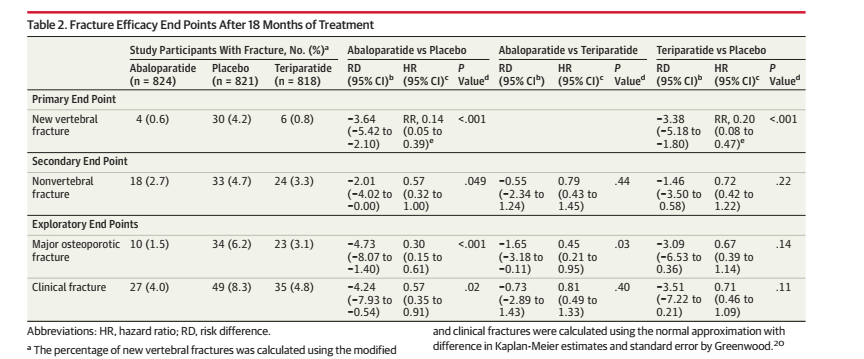 Table 2. Fracture Efficacy End Points After 18 Months of Treatment
Study Participants With Fracture, No. (%)ᵃ Abaloparatide vs Placebo Abaloparatide vs Teriparatide Teriparatide vs Placebo
Abaloparatide Placebo Teriparatide RD HR P RD HR P RD HR P
(n = 824) (n = 821) (n = 818) (95% CI)ᵇ (95% CI)ᶜ Valueᵈ (95% CIᵇ) (95% CI)ᶜ Valueᵈ (95% CI)ᵇ (95% CI)ᶜ Valueᵈ
Primary End Point
New vertebral 4 (0.6) 30 (4.2) 6 (0.8) −3.64 RR, 0.14 <.001 −3.38 RR, 0.20 <.001
fracture (−5.42 to (0.05 to (−5.18 to (0.08 to
−2.10) 0.39)ᵉ −1.80) 0.47)ᵉ
Secondary End Point
Nonvertebral 18 (2.7) 33 (4.7) 24 (3.3) −2.01 0.57 .049 −0.55 0.79 .44 −1.46 0.72 .22
fracture (−4.02 to (0.32 to (−2.34 to (0.43 to (−3.50 to (0.42 to
−0.00) 1.00) 1.24) 1.45) 0.58) 1.22)
Exploratory End Points
Major osteoporotic 10 (1.5) 34 (6.2) 23 (3.1) −4.73 0.30 <.001 −1.65 0.45 .03 −3.09 0.67 .14
fracture (−8.07 to (0.15 to (−3.18 to (0.21 to (−6.53 to (0.39 to
−1.40) 0.61) −0.11) 0.95) 0.36) 1.14)
Clinical fracture 27 (4.0) 49 (8.3) 35 (4.8) −4.24 0.57 .02 −0.73 0.81 .40 −3.51 0.71 .11
(−7.93 to (0.35 to (−2.89 to (0.49 to (−7.22 to (0.46 to
−0.54) 0.91) 1.43) 1.33) 0.21) 1.09)
Abbreviations: HR, hazard ratio; RD, risk difference.
ᵃ The percentage of new vertebral fractures was calculated using the modified
and clinical fractures were calculated using the normal approximation with
difference in Kaplan-Meier estimates and standard error by Greenwood.²⁰